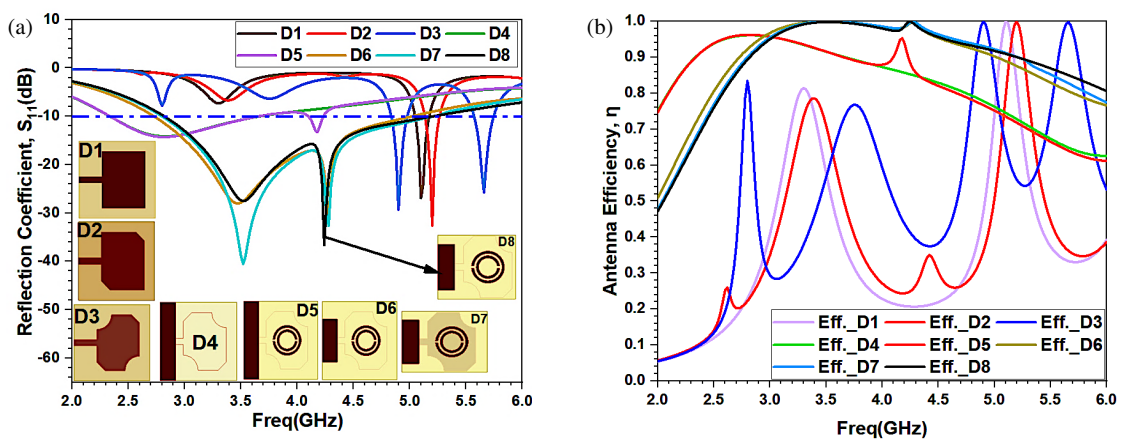 (a)
D1 D2 D3 D4
D5 D6 D7 D8
10
0
-10
-20
-30
-40
-50
-60
Reflection Coefficient, S11(dB)
D1
D2
D3
D4
D5
D6
D7
D8
2.0 2.5 3.0 3.5 4.0 4.5 5.0 5.5 6.0
Freq(GHz)
(b)
1.0
0.9
0.8
0.7
0.6
0.5
0.4
0.3
0.2
0.1
0.0
Antenna Efficiency, η
Eff._D1 Eff._D2 Eff._D3
Eff._D4 Eff._D5 Eff._D6
Eff._D7 Eff._D8
2.0 2.5 3.0 3.5 4.0 4.5 5.0 5.5 6.0
Freq(GHz)